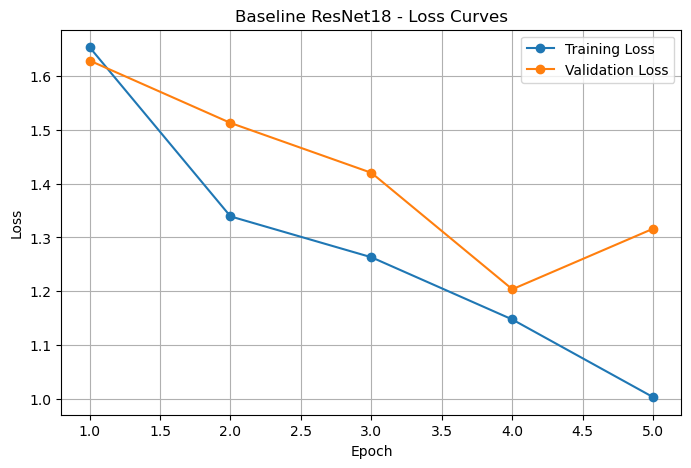 Baseline ResNet18 - Loss Curves
Training Loss
Validation Loss
1.6
1.5
1.4
1.3
1.2
1.1
1.0
Loss
1.0 1.5 2.0 2.5 3.0 3.5 4.0 4.5 5.0
Epoch